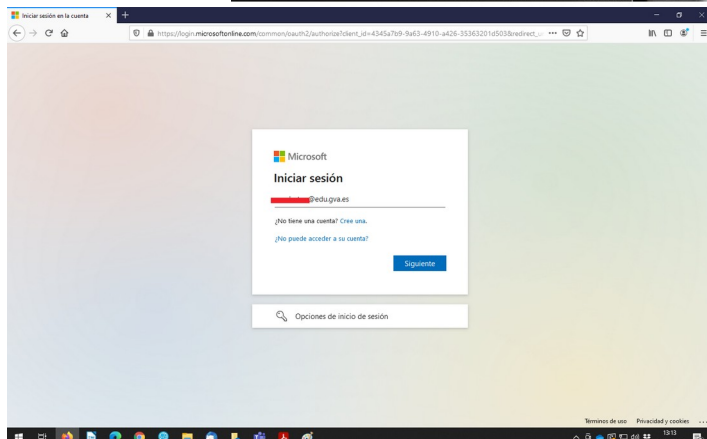 Iniciar sesión en la cuenta
https://login.microsoftonline.com/common/oauth2/authorize?client_id=4345a7b9-9a63-4910-a426-35363201d503&redirect_u
Microsoft
Iniciar sesión
@edu.gva.es
¿No tiene una cuenta? Cree una.
¿No puede acceder a su cuenta?
Siguiente
Opciones de inicio de sesión
Términos de uso Privacidad y cookies ...
13:13